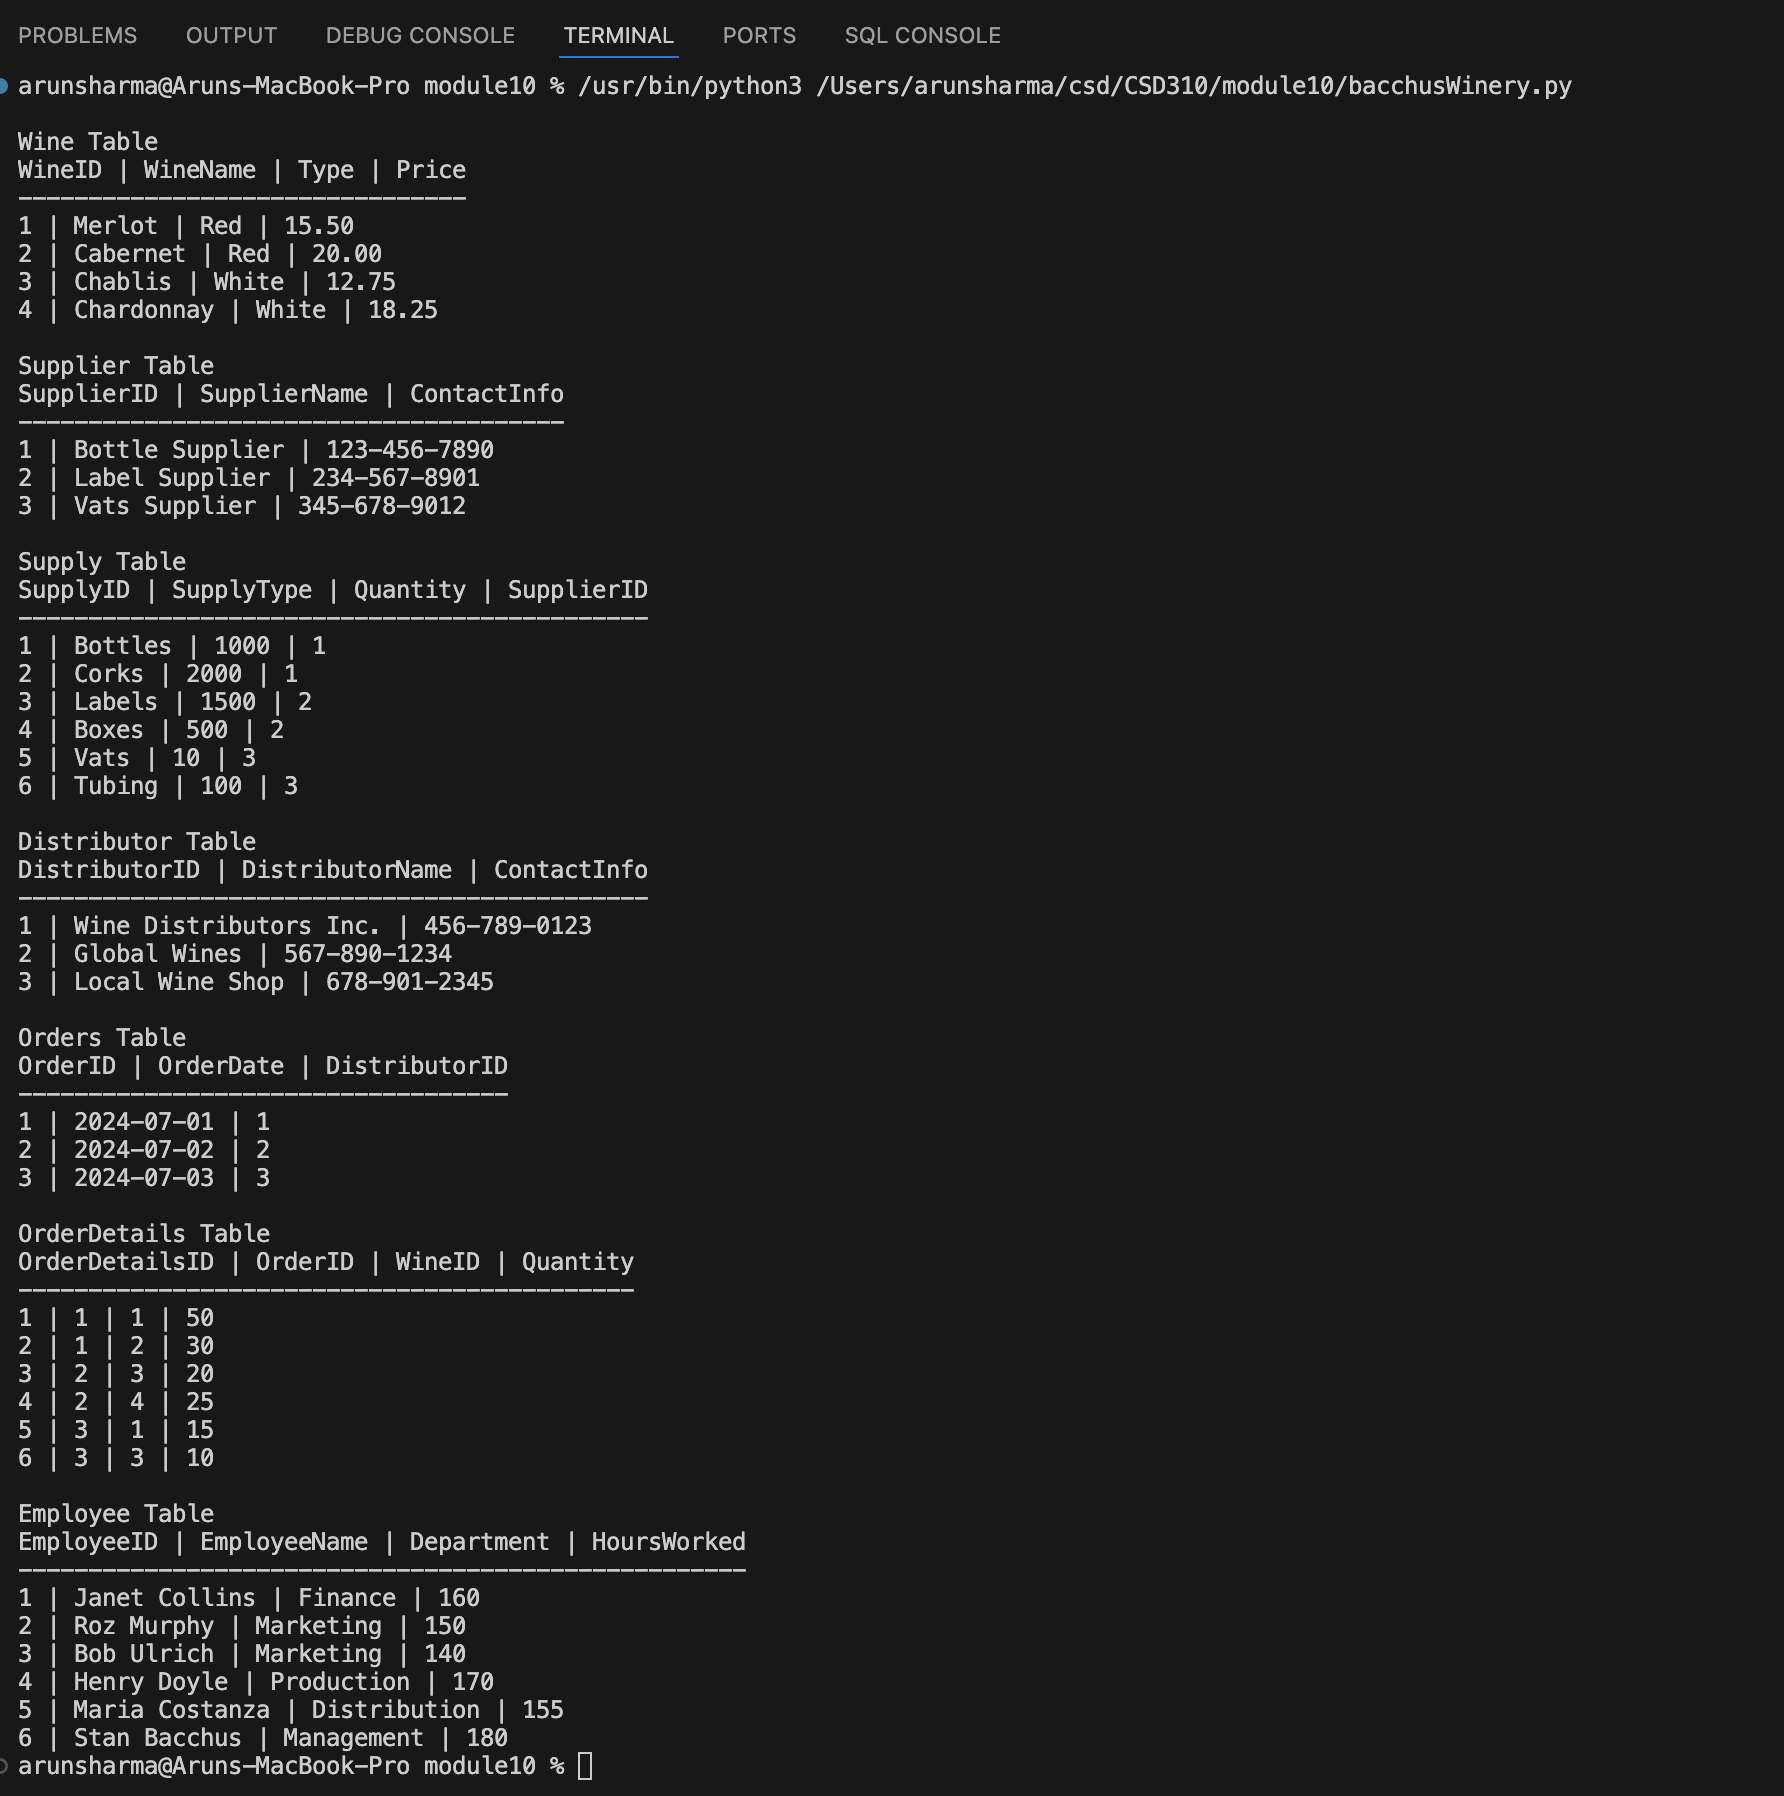 PROBLEMS OUTPUT DEBUG CONSOLE TERMINAL PORTS SQL CONSOLE
arunsharma@Aruns-MacBook-Pro module10 % /usr/bin/python3 /Users/arunsharma/csd/CSD310/module10/bacchusWinery.py
Wine Table
WineID | WineName | Type | Price
--------------------------------
1 | Merlot | Red | 15.50
2 | Cabernet | Red | 20.00
3 | Chablis | White | 12.75
4 | Chardonnay | White | 18.25
Supplier Table
SupplierID | SupplierName | ContactInfo
---------------------------------------
1 | Bottle Supplier | 123-456-7890
2 | Label Supplier | 234-567-8901
3 | Vats Supplier | 345-678-9012
Supply Table
SupplyID | SupplyType | Quantity | SupplierID
---------------------------------------------
1 | Bottles | 1000 | 1
2 | Corks | 2000 | 1
3 | Labels | 1500 | 2
4 | Boxes | 500 | 2
5 | Vats | 10 | 3
6 | Tubing | 100 | 3
Distributor Table
DistributorID | DistributorName | ContactInfo
---------------------------------------------
1 | Wine Distributors Inc. | 456-789-0123
2 | Global Wines | 567-890-1234
3 | Local Wine Shop | 678-901-2345
Orders Table
OrderID | OrderDate | DistributorID
-----------------------------------
1 | 2024-07-01 | 1
2 | 2024-07-02 | 2
3 | 2024-07-03 | 3
OrderDetails Table
OrderDetailsID | OrderID | WineID | Quantity
--------------------------------------------
1 | 1 | 1 | 50
2 | 1 | 2 | 30
3 | 2 | 3 | 20
4 | 2 | 4 | 25
5 | 3 | 1 | 15
6 | 3 | 3 | 10
Employee Table
EmployeeID | EmployeeName | Department | HoursWorked
----------------------------------------------------
1 | Janet Collins | Finance | 160
2 | Roz Murphy | Marketing | 150
3 | Bob Ulrich | Marketing | 140
4 | Henry Doyle | Production | 170
5 | Maria Costanza | Distribution | 155
6 | Stan Bacchus | Management | 180
arunsharma@Aruns-MacBook-Pro module10 %